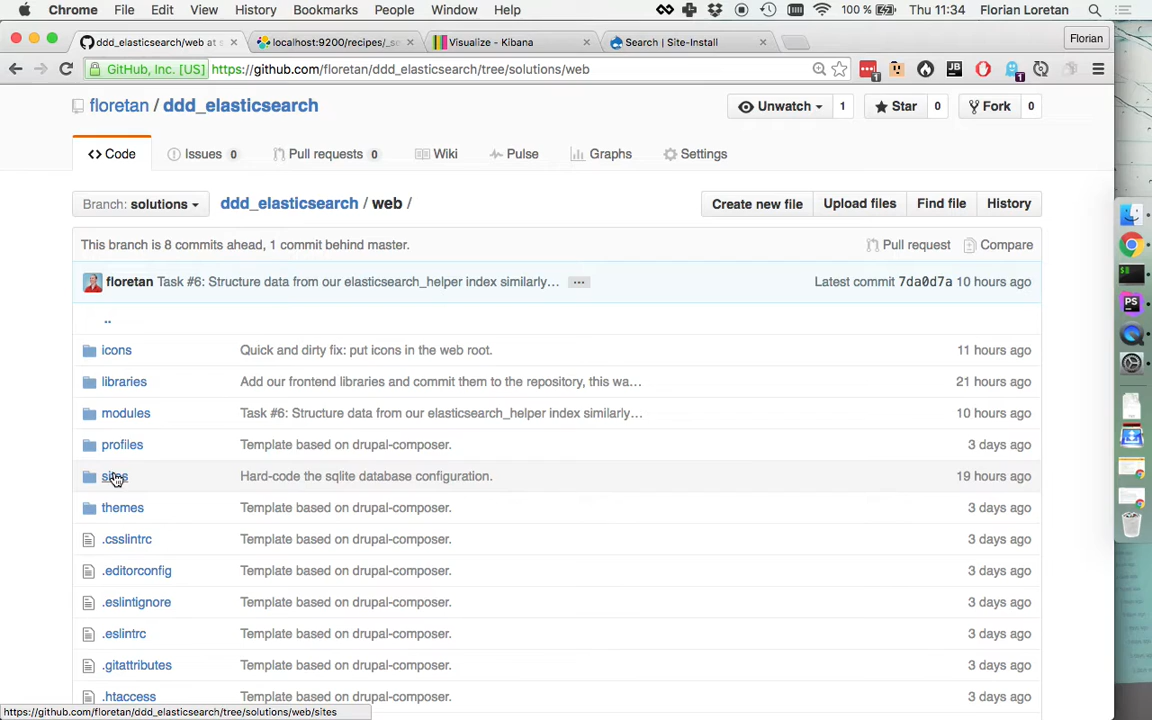 Chrome File Edit View History Bookmarks People Window Help 100 % Thu 11:34 Florian Loretan
ddd_elasticsearch/web at s × localhost:9200/recipes/_se × Visualize - Kibana × Search | Site-Install × Florian
GitHub, Inc. [US] https://github.com/floretan/ddd_elasticsearch/tree/solutions/web
floretan / ddd_elasticsearch Unwatch 1 Star 0 Fork 0
Code Issues 0 Pull requests 0 Wiki Pulse Graphs Settings
Branch: solutions ddd_elasticsearch / web / Create new file Upload files Find file History
This branch is 8 commits ahead, 1 commit behind master. Pull request Compare
floretan Task #6: Structure data from our elasticsearch_helper index similarly… … Latest commit 7da0d7a 10 hours ago
..
icons Quick and dirty fix: put icons in the web root. 11 hours ago
libraries Add our frontend libraries and commit them to the repository, this wa… 21 hours ago
modules Task #6: Structure data from our elasticsearch_helper index similarly… 10 hours ago
profiles Template based on drupal-composer. 3 days ago
sites Hard-code the sqlite database configuration. 19 hours ago
themes Template based on drupal-composer. 3 days ago
.csslintrc Template based on drupal-composer. 3 days ago
.editorconfig Template based on drupal-composer. 3 days ago
.eslintignore Template based on drupal-composer. 3 days ago
.eslintrc Template based on drupal-composer. 3 days ago
.gitattributes Template based on drupal-composer. 3 days ago
.htaccess Template based on drupal-composer. 3 days ago
https://github.com/floretan/ddd_elasticsearch/tree/solutions/web/sites